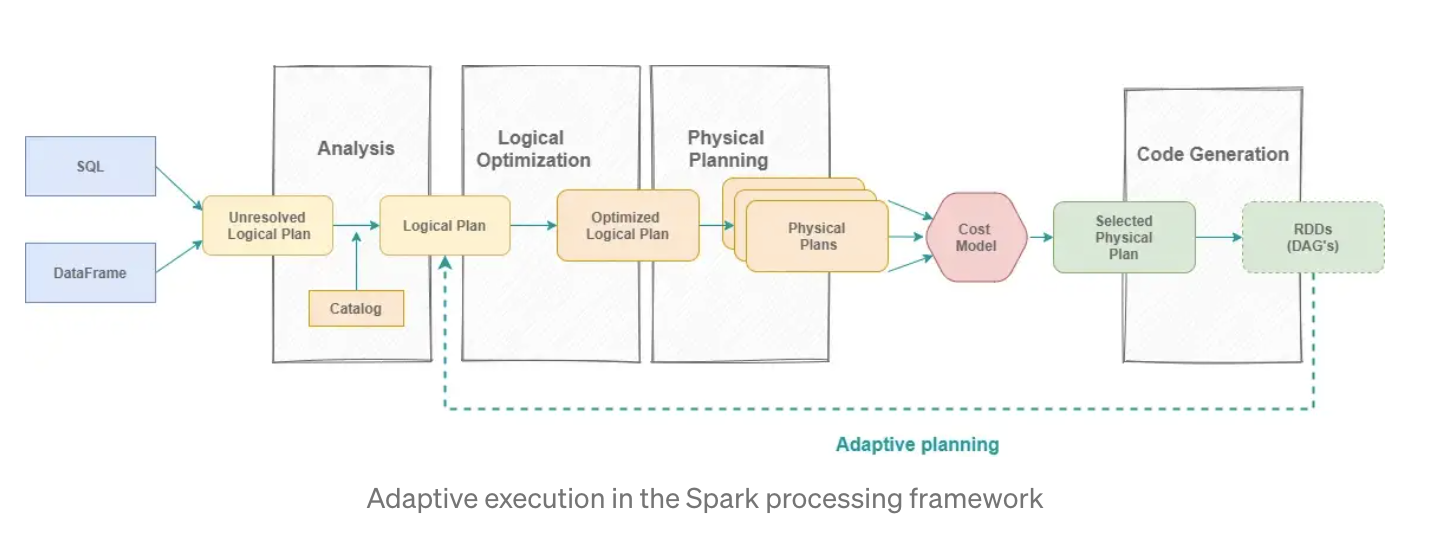 Analysis
Logical
Optimization
Physical
Planning
Code Generation
SQL
DataFrame
Unresolved
Logical Plan
Catalog
Logical Plan
Optimized
Logical Plan
Physical
Plans
Cost
Model
Selected
Physical
Plan
RDDs
(DAG's)
Adaptive planning
Adaptive execution in the Spark processing framework